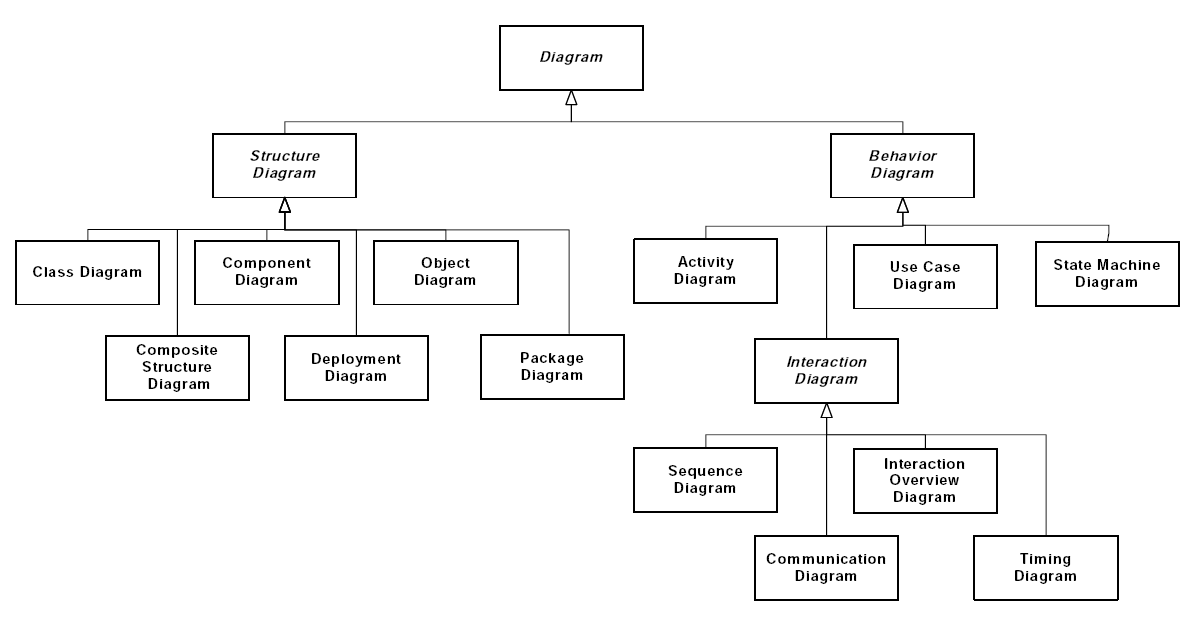 Diagram
Structure
Diagram
Behavior
Diagram
Class Diagram
Component
Diagram
Object
Diagram
Activity
Diagram
Use Case
Diagram
State Machine
Diagram
Composite
Structure
Diagram
Deployment
Diagram
Package
Diagram
Interaction
Diagram
Sequence
Diagram
Interaction
Overview
Diagram
Communication
Diagram
Timing
Diagram